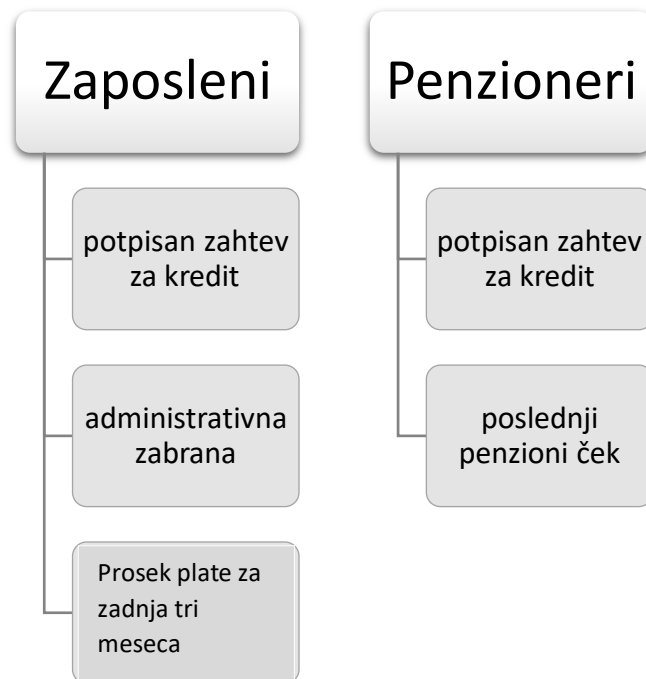 Zaposleni
potpisan zahtev
za kredit
administrativna
zabrana
Prosek plate za
zadnja tri
meseca
Penzioneri
potpisan zahtev
za kredit
poslednji
penzioni ček